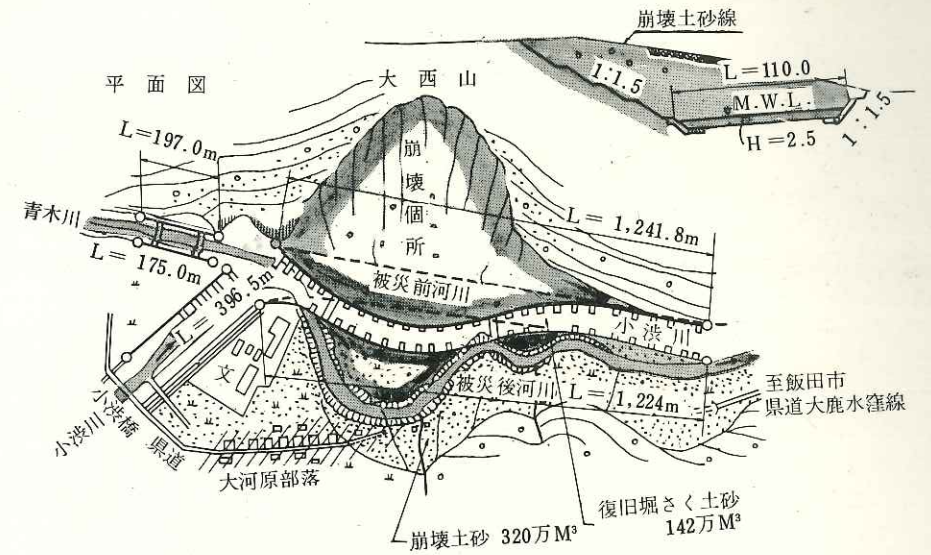 崩壊土砂線
平面図
大西山
1:1.5
L=110.0
M.W.L.
H=2.5
1:1.5
L=197.0m
崩壊個所
青木川
L=175.0m
L=396.5m
L=1,241.8m
被災前河川
小渋川
文
被災後河川
L=1,224m
至飯田市
県道大鹿水窪線
小渋橋
小渋川
県道
大河原部落
崩壊土砂 320万M³
復旧堀さく土砂
142万M³